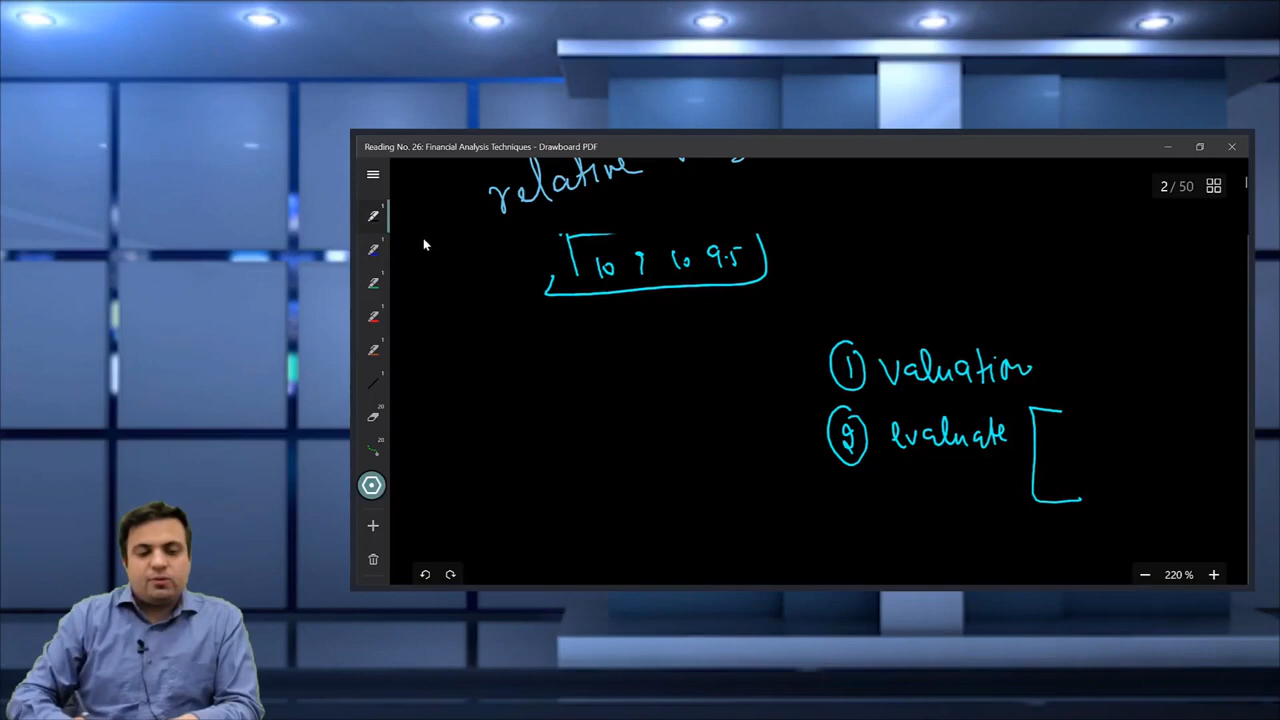 Reading No. 26: Financial Analysis Techniques - Drawboard PDF
2 / 50
relative
10 9 10 9.5
① valuation
② evaluate
220 %